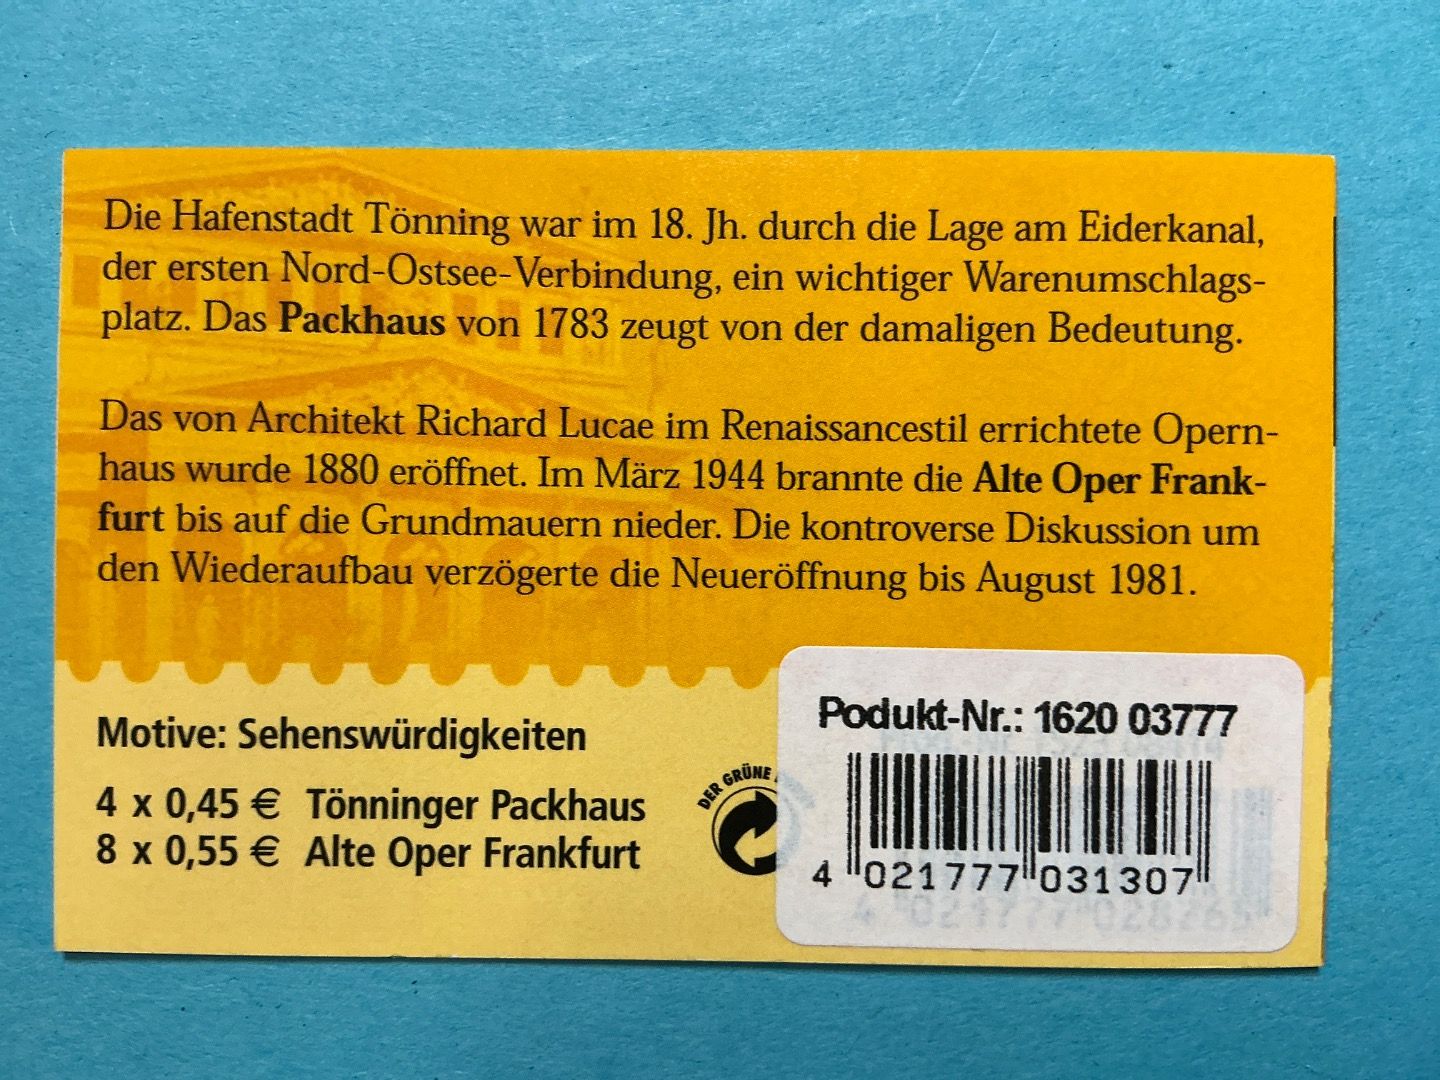 Die Hafenstadt Tönning war im 18. Jh. durch die Lage am Eiderkanal,
der ersten Nord-Ostsee-Verbindung, ein wichtiger Warenumschlags-
platz. Das Packhaus von 1783 zeugt von der damaligen Bedeutung.
Das von Architekt Richard Lucae im Renaissancestil errichtete Opern-
haus wurde 1880 eröffnet. Im März 1944 brannte die Alte Oper Frank-
furt bis auf die Grundmauern nieder. Die kontroverse Diskussion um
den Wiederaufbau verzögerte die Neueröffnung bis August 1981.
Motive: Sehenswürdigkeiten
4 x 0,45 € Tönninger Packhaus
8 x 0,55 € Alte Oper Frankfurt
DER GRÜNE
Podukt-Nr.: 1620 03777
4 021777 031307